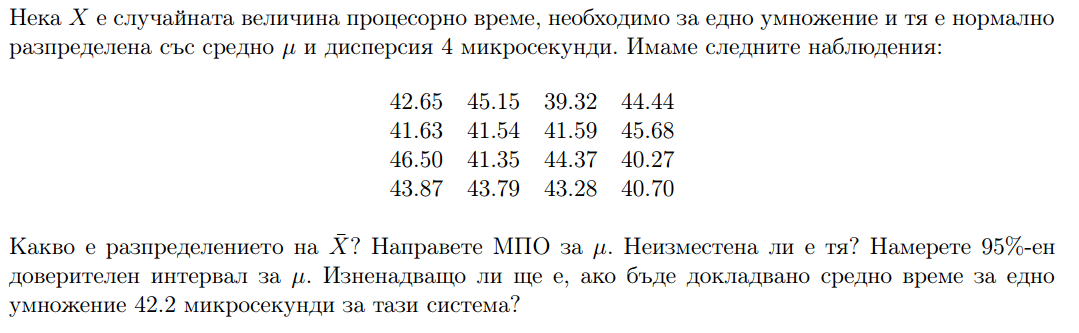 Нека X е случайната величина процесорно време, необходимо за едно умножение и тя е нормално
разпределена със средно μ и дисперсия 4 микросекунди. Имаме следните наблюдения:
42.65 45.15 39.32 44.44
41.63 41.54 41.59 45.68
46.50 41.35 44.37 40.27
43.87 43.79 43.28 40.70
Какво е разпределението на X̄? Направете МПО за μ. Неизместена ли е тя? Намерете 95%-ен
доверителен интервал за μ. Изненадващо ли ще е, ако бъде докладвано средно време за едно
умножение 42.2 микросекунди за тази система?